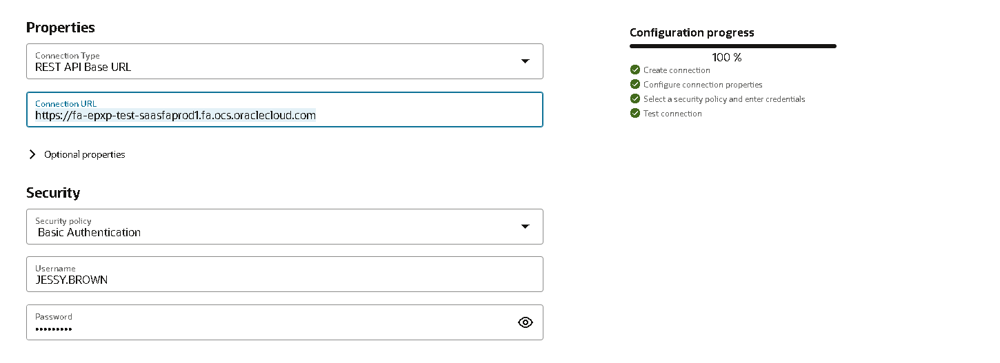 Properties
Connection Type
REST API Base URL
Connection URL
https://fa-epxp-test-saasfaprod1.fa.ocs.oraclecloud.com
Optional properties
Security
Security policy
Basic Authentication
Username
JESSY.BROWN
Password
•••••••••
Configuration progress
100 %
Create connection
Configure connection properties
Select a security policy and enter credentials
Test connection